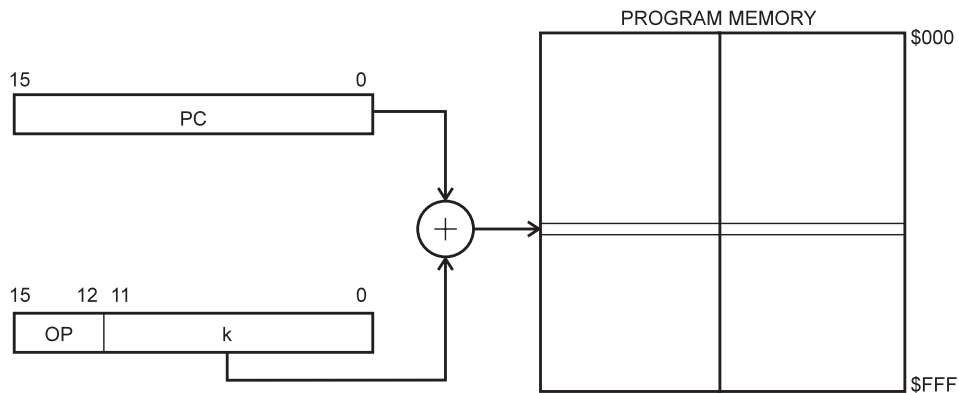 PROGRAM MEMORY
$000
15 0
PC
+
15 12 11 0
OP k
$FFF